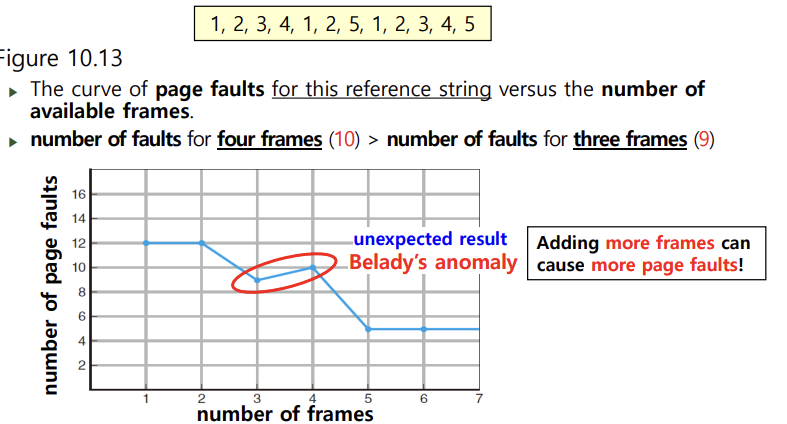 1, 2, 3, 4, 1, 2, 5, 1, 2, 3, 4, 5
Figure 10.13
▶ The curve of page faults for this reference string versus the number of
available frames.
▶ number of faults for four frames (10) > number of faults for three frames (9)
number of page faults
16
14
12
10
8
6
4
2
unexpected result
Belady's anomaly
Adding more frames can
cause more page faults!
1 2 3 4 5 6 7
number of frames